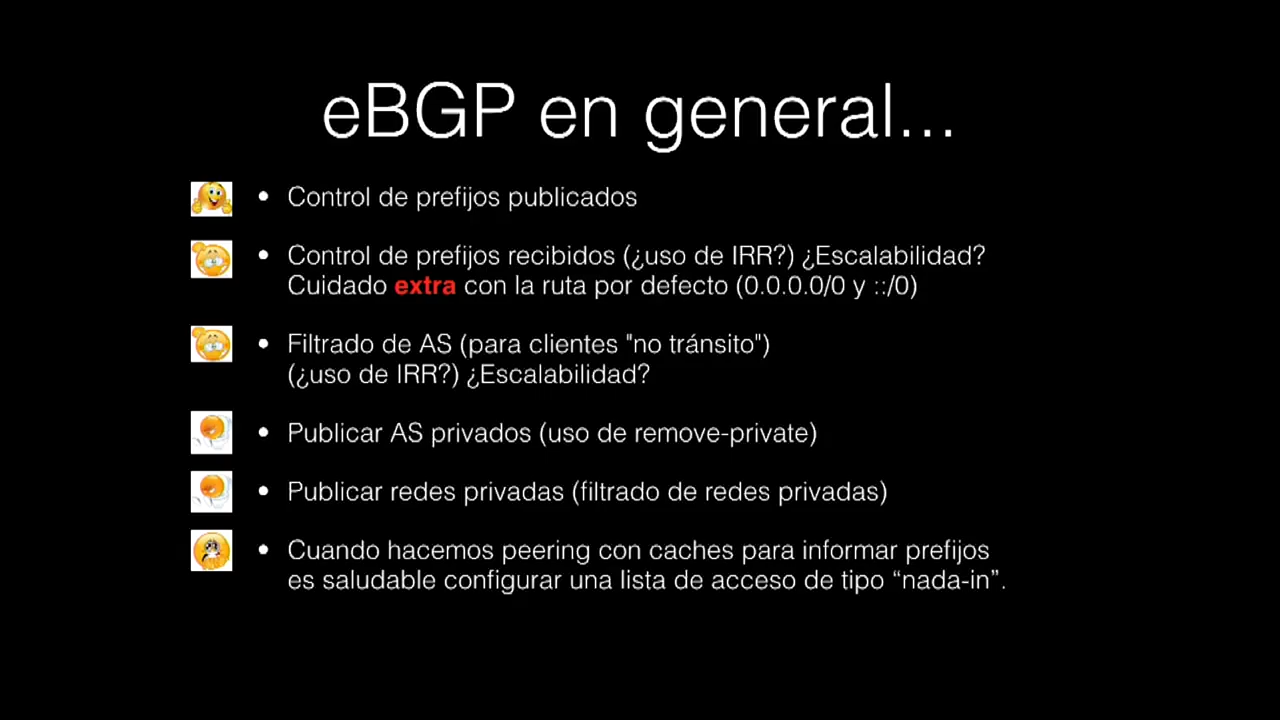 eBGP en general...
• Control de prefijos publicados
• Control de prefijos recibidos (¿uso de IRR?) ¿Escalabilidad?
Cuidado extra con la ruta por defecto (0.0.0.0/0 y ::/0)
• Filtrado de AS (para clientes "no tránsito")
(¿uso de IRR?) ¿Escalabilidad?
• Publicar AS privados (uso de remove-private)
• Publicar redes privadas (filtrado de redes privadas)
• Cuando hacemos peering con caches para informar prefijos
es saludable configurar una lista de acceso de tipo “nada-in”.